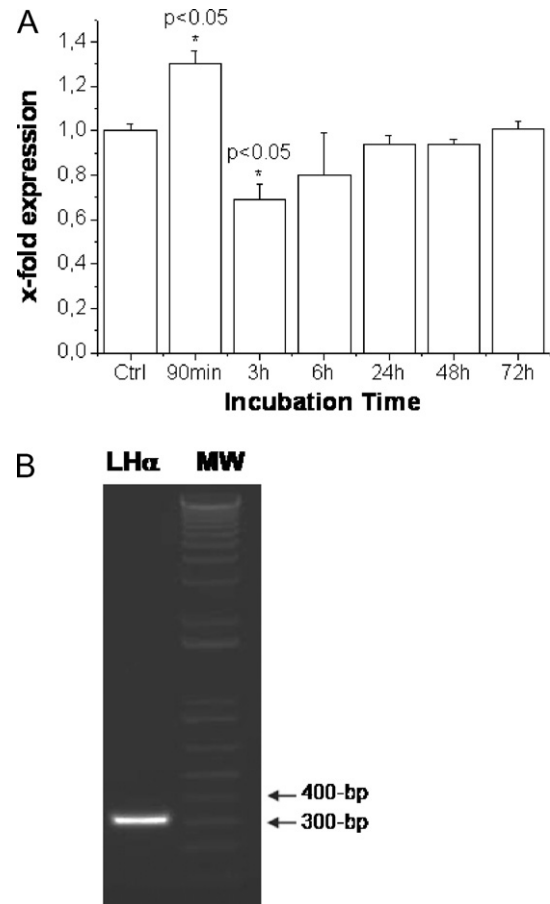 A
x-fold expression
1,4
1,2
1,0
0,8
0,6
0,4
0,2
0,0
p<0.05
*
p<0.05
*
Ctrl 90min 3h 6h 24h 48h 72h
Incubation Time
B
LHα MW
400-bp
300-bp